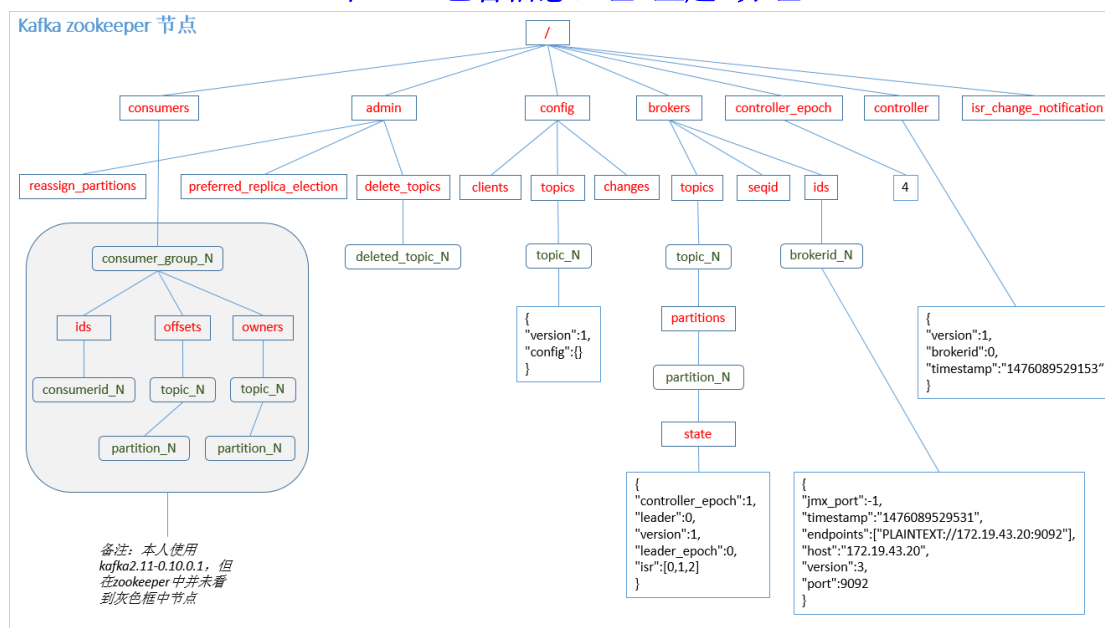 Kafka zookeeper 节点
/
consumers
admin
config
brokers
controller_epoch
controller
isr_change_notification
reassign_partitions
preferred_replica_election
delete_topics
clients
topics
changes
topics
seqid
ids
4
consumer_group_N
deleted_topic_N
topic_N
topic_N
brokerid_N
ids
offsets
owners
{
"version":1,
"config":{}
}
partitions
{
"version":1,
"brokerid":0,
"timestamp":"1476089529153"
}
consumerid_N
topic_N
topic_N
partition_N
partition_N
partition_N
state
{
"controller_epoch":1,
"leader":0,
"version":1,
"leader_epoch":0,
"isr":[0,1,2]
}
{
"jmx_port":-1,
"timestamp":"1476089529531",
"endpoints":["PLAINTEXT://172.19.43.20:9092"],
"host":"172.19.43.20",
"version":3,
"port":9092
}
备注：本人使用
kafka2.11-0.10.0.1，但
在zookeeper中并未看
到灰色框中节点